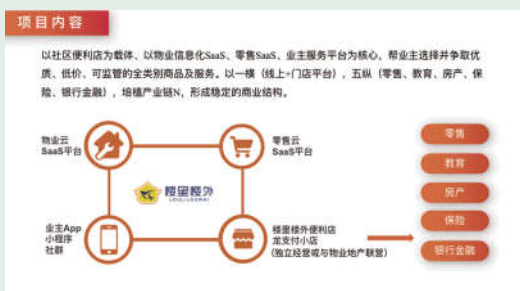 项目内容
以社区便利店为载体、以物业信息化SaaS、零售SaaS、业主服务平台为核心，帮业主选择并争取优
质、低价、可监管的全类别商品及服务。以一横（线上+门店平台），五纵（零售、教育、房产、保
险、银行金融），培植产业链N，形成稳定的商业结构。
物业云
SaaS平台
零售云
SaaS平台
楼里楼外
LOULILOUWAI
业主App
小程序
社群
楼里楼外便利店
龙支付小店
（独立经营或与物业地产联营）
零售
教育
房产
保险
银行金融